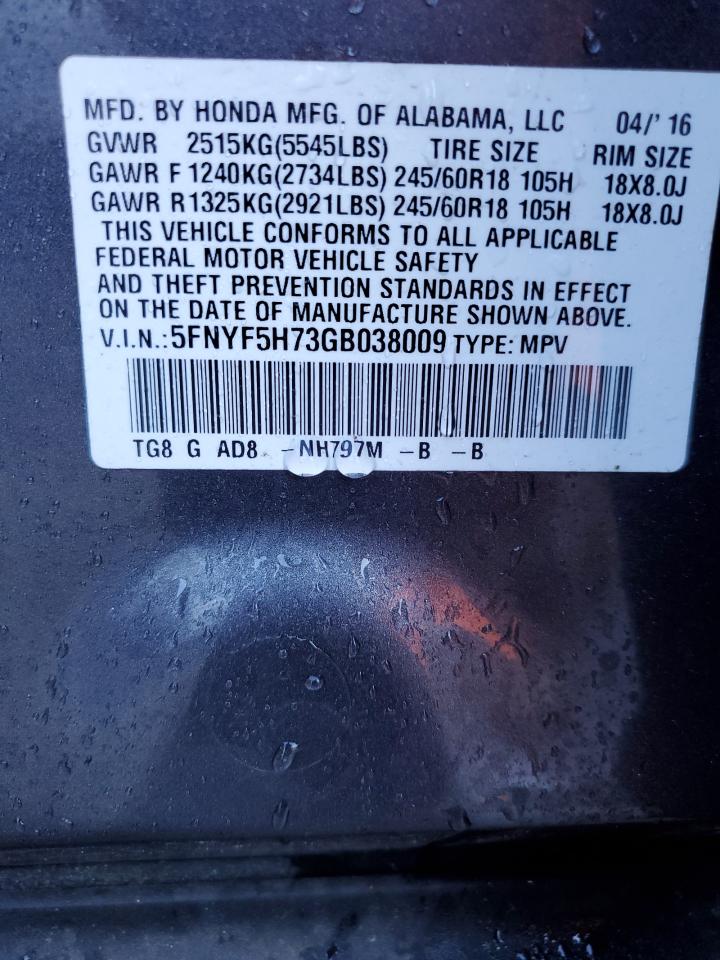 MFD. BY HONDA MFG. OF ALABAMA, LLC 04/' 16
GVWR 2515KG(5545LBS) TIRE SIZE RIM SIZE
GAWR F 1240KG(2734LBS) 245/60R18 105H 18X8.0J
GAWR R1325KG(2921LBS) 245/60R18 105H 18X8.0J
THIS VEHICLE CONFORMS TO ALL APPLICABLE
FEDERAL MOTOR VEHICLE SAFETY
AND THEFT PREVENTION STANDARDS IN EFFECT
ON THE DATE OF MANUFACTURE SHOWN ABOVE.
V.I.N.:5FNYF5H73GB038009 TYPE: MPV
TG8 G AD8 -NH797M -B -B